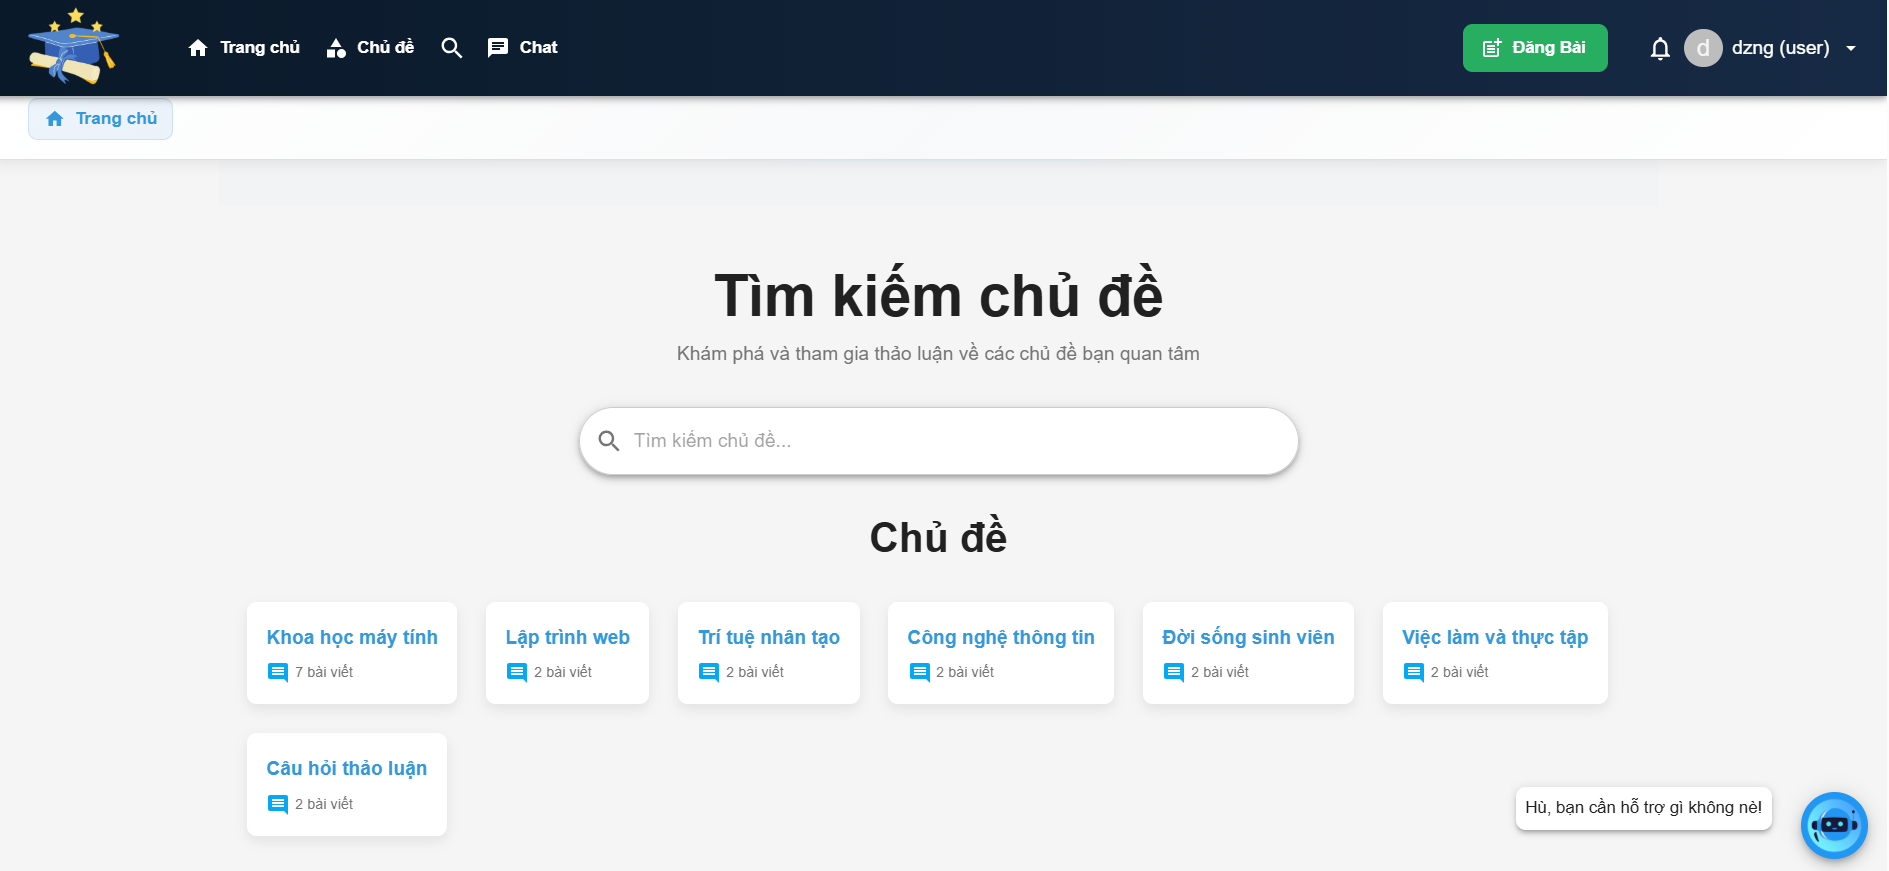 Trang chủ
Chủ đề
Chat
Đăng Bài
d
dzng (user)
Trang chủ
Tìm kiếm chủ đề
Khám phá và tham gia thảo luận về các chủ đề bạn quan tâm
Tìm kiếm chủ đề...
Chủ đề
Khoa học máy tính
7 bài viết
Lập trình web
2 bài viết
Trí tuệ nhân tạo
2 bài viết
Công nghệ thông tin
2 bài viết
Đời sống sinh viên
2 bài viết
Việc làm và thực tập
2 bài viết
Câu hỏi thảo luận
2 bài viết
Hù, bạn cần hỗ trợ gì không nè!